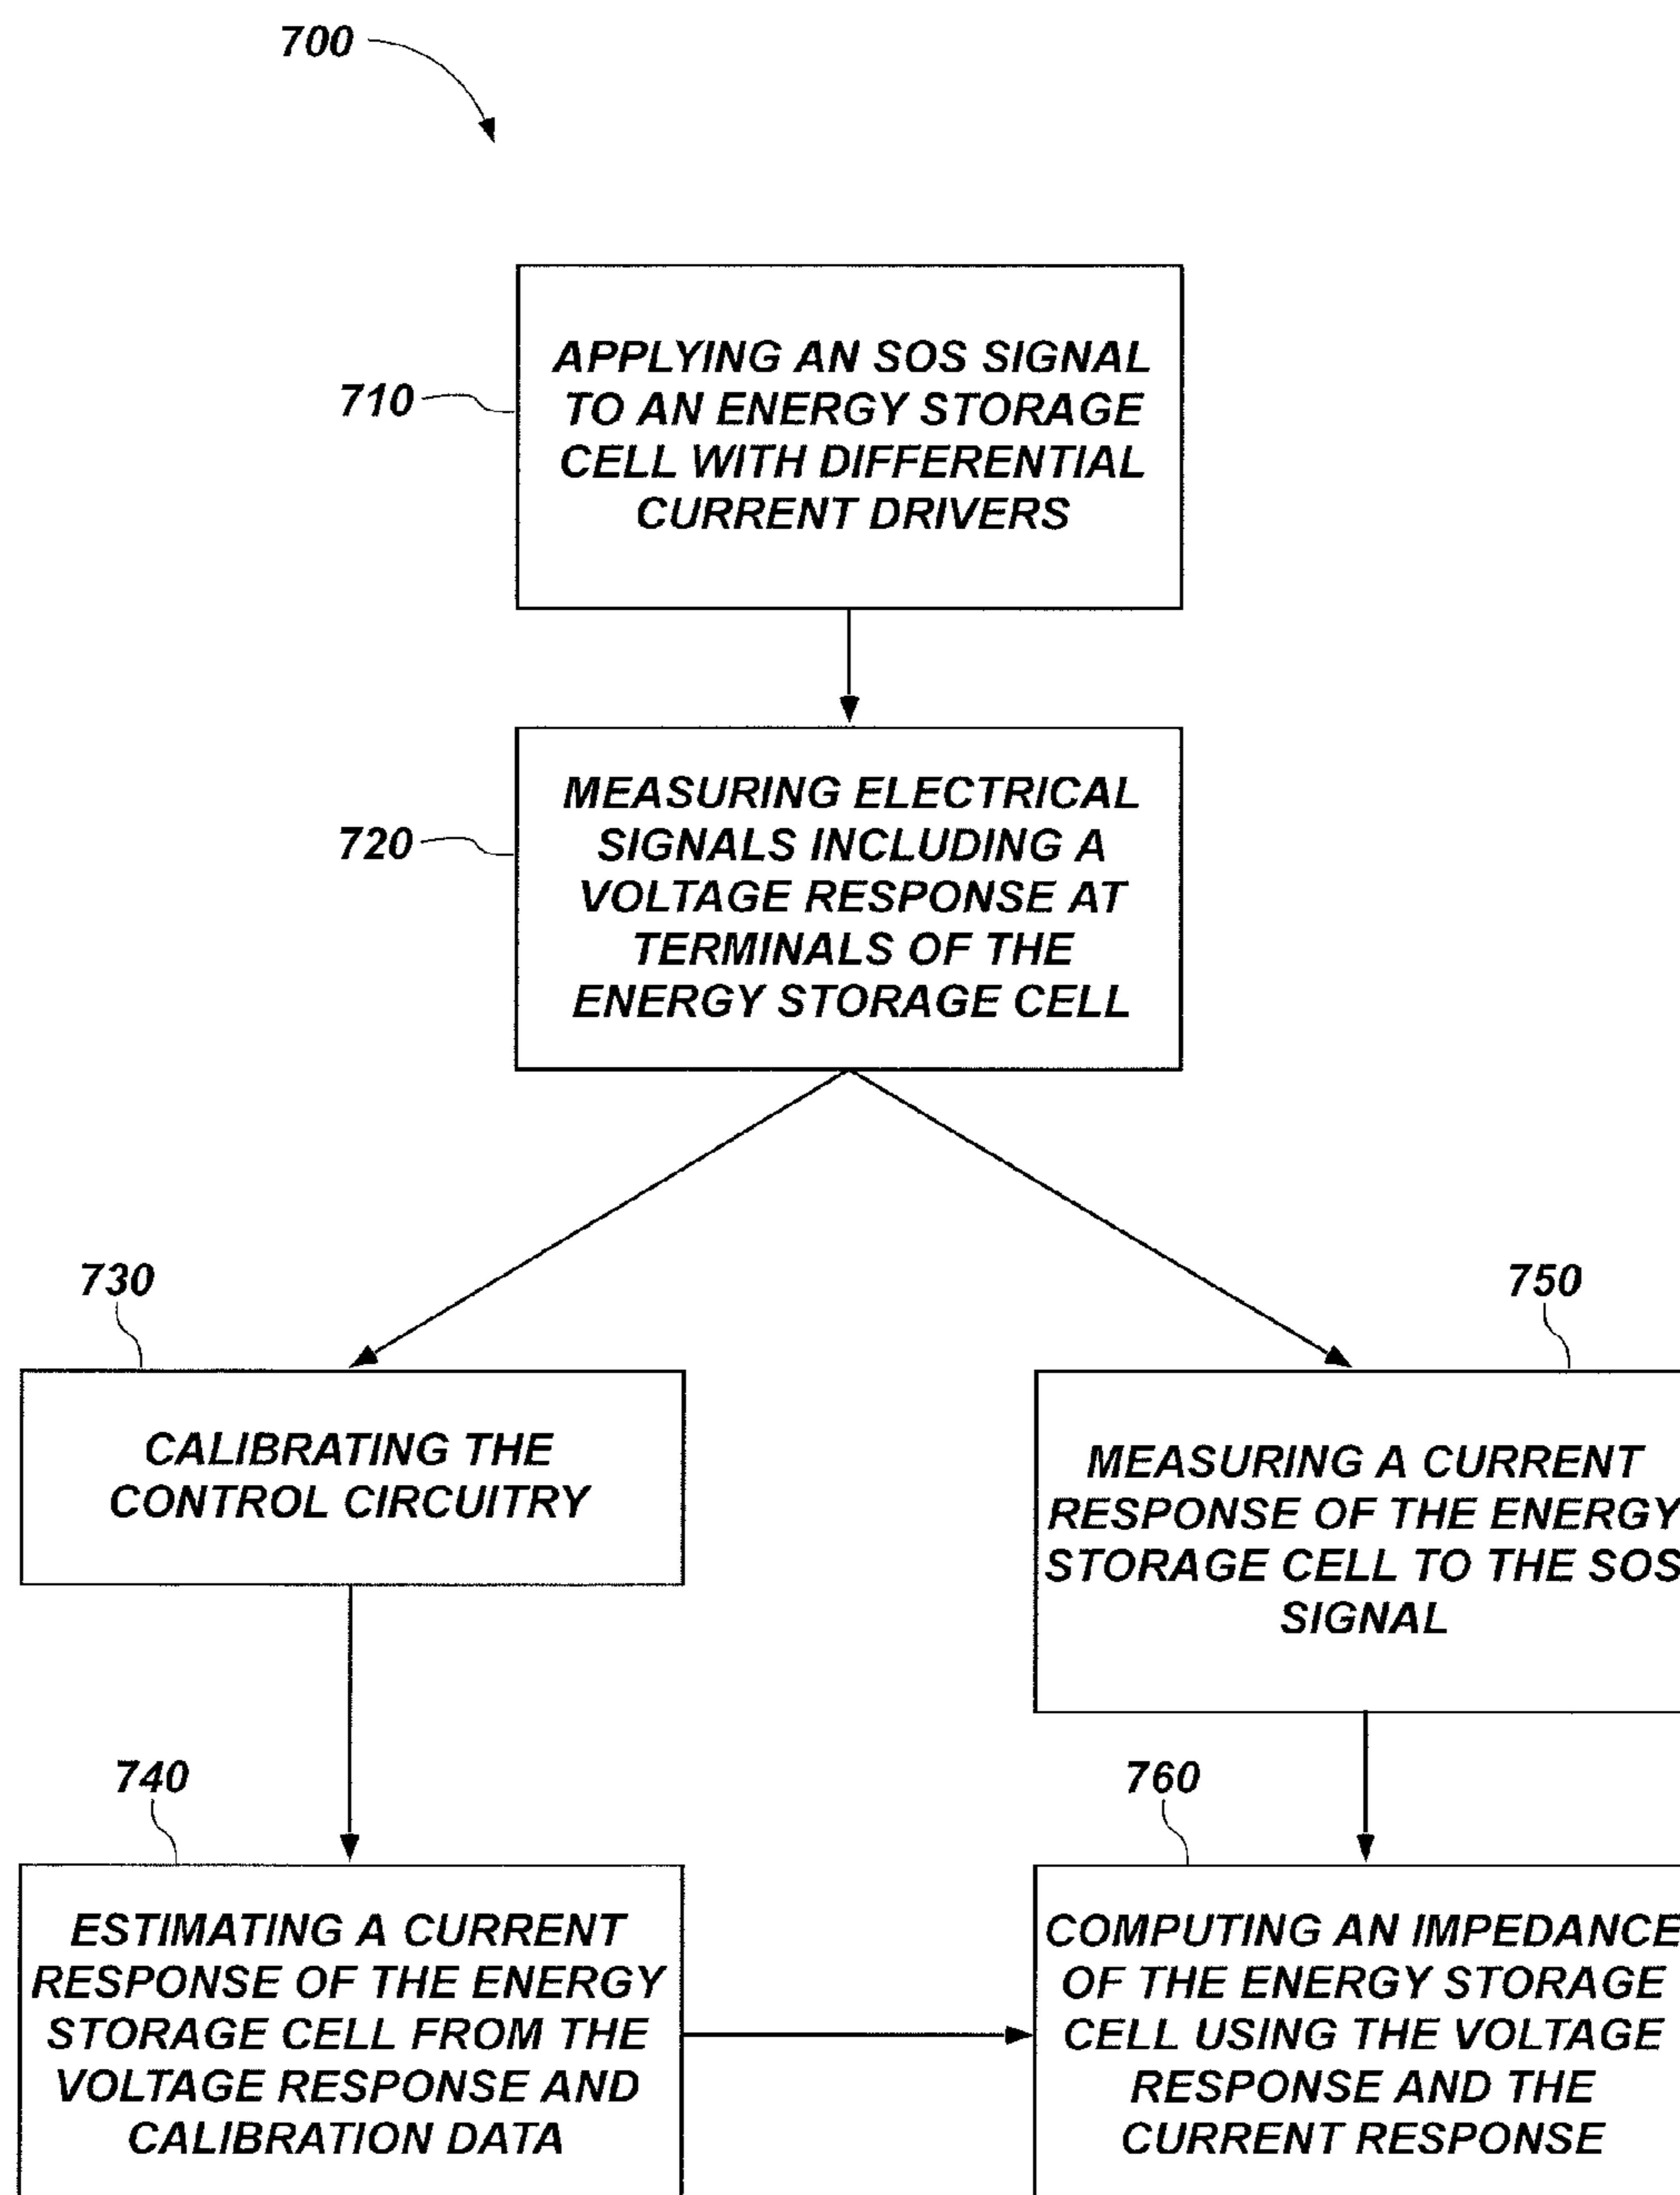 700
710
APPLYING AN SOS SIGNAL
TO AN ENERGY STORAGE
CELL WITH DIFFERENTIAL
CURRENT DRIVERS
720
MEASURING ELECTRICAL
SIGNALS INCLUDING A
VOLTAGE RESPONSE AT
TERMINALS OF THE
ENERGY STORAGE CELL
730
CALIBRATING THE
CONTROL CIRCUITRY
750
MEASURING A CURRENT
RESPONSE OF THE ENERGY
STORAGE CELL TO THE SOS
SIGNAL
740
ESTIMATING A CURRENT
RESPONSE OF THE ENERGY
STORAGE CELL FROM THE
VOLTAGE RESPONSE AND
CALIBRATION DATA
760
COMPUTING AN IMPEDANCE
OF THE ENERGY STORAGE
CELL USING THE VOLTAGE
RESPONSE AND THE
CURRENT RESPONSE